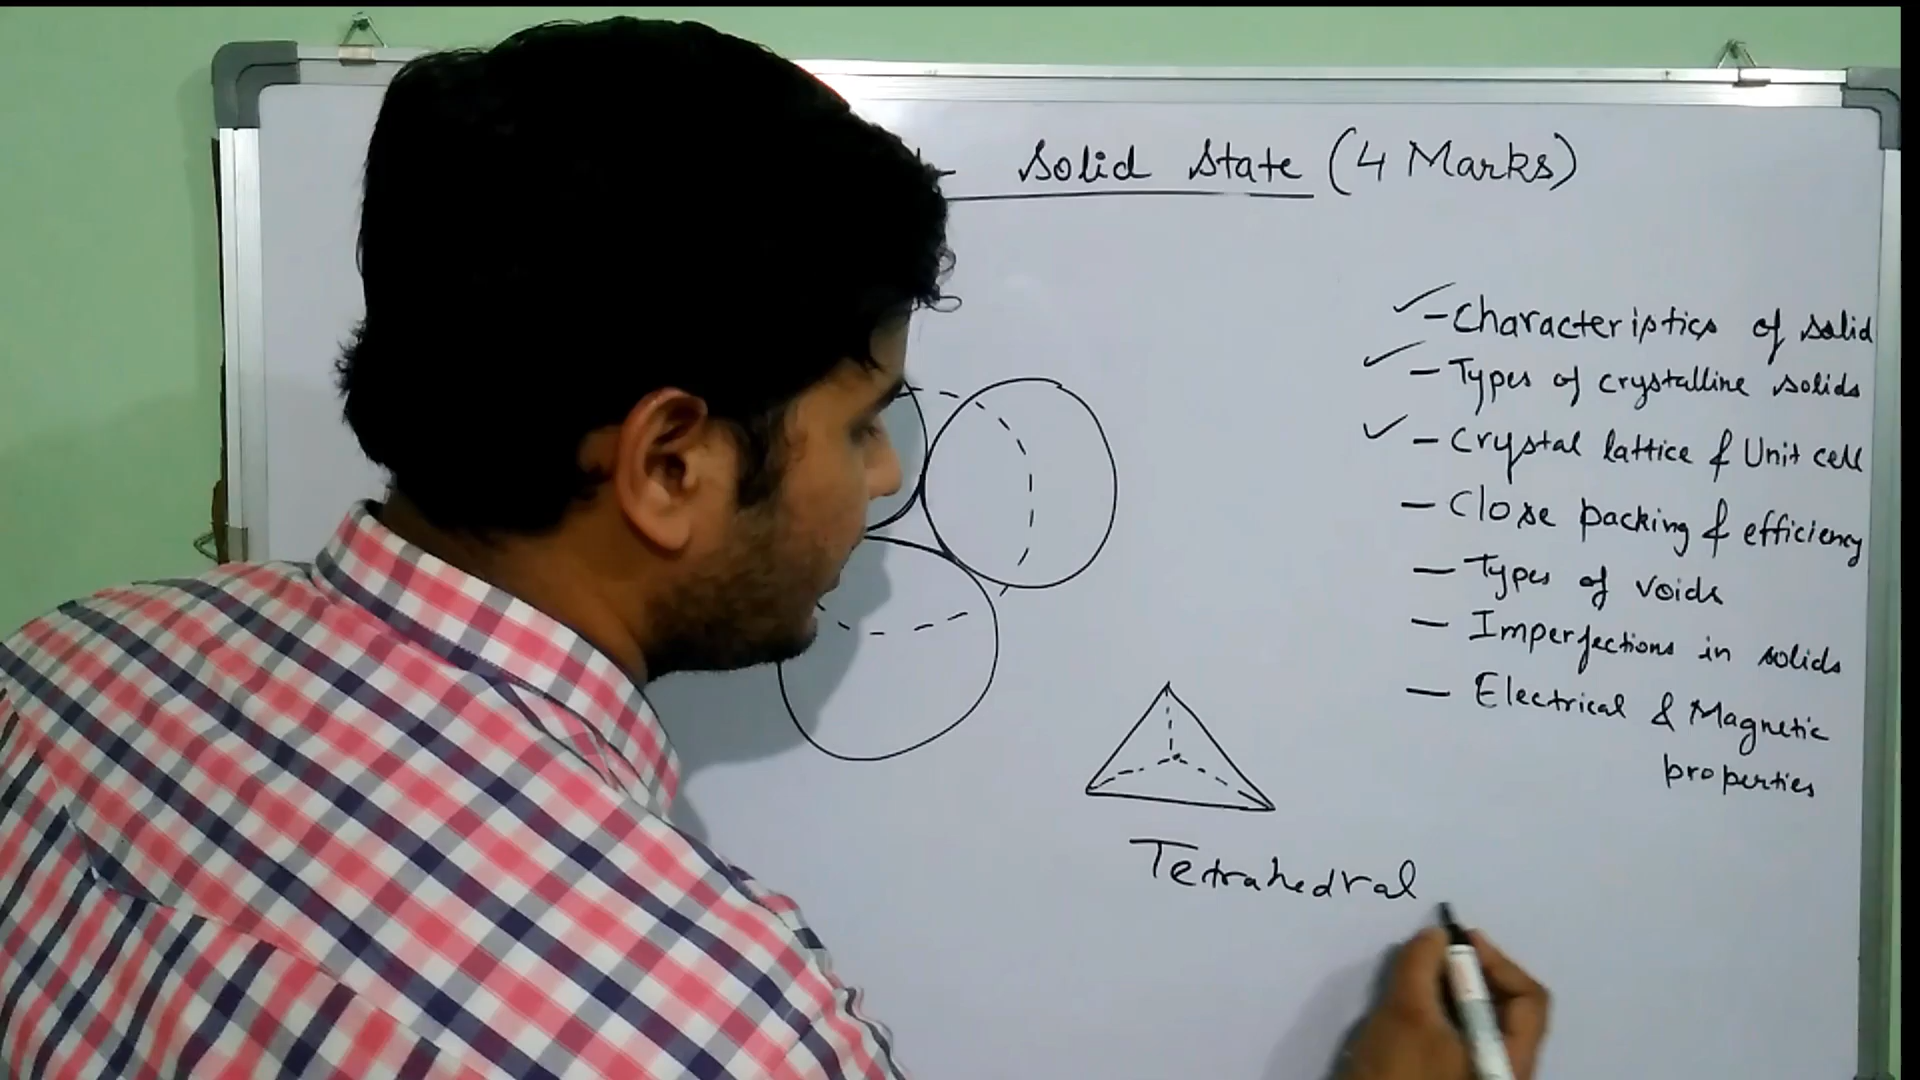 - Solid State (4 Marks)
- Characteristics of solid
- Types of crystalline solids
- Crystal lattice & Unit cell
- Close packing & efficiency
- Types of voids
- Imperfections in solids
- Electrical & Magnetic
properties
Tetrahedral